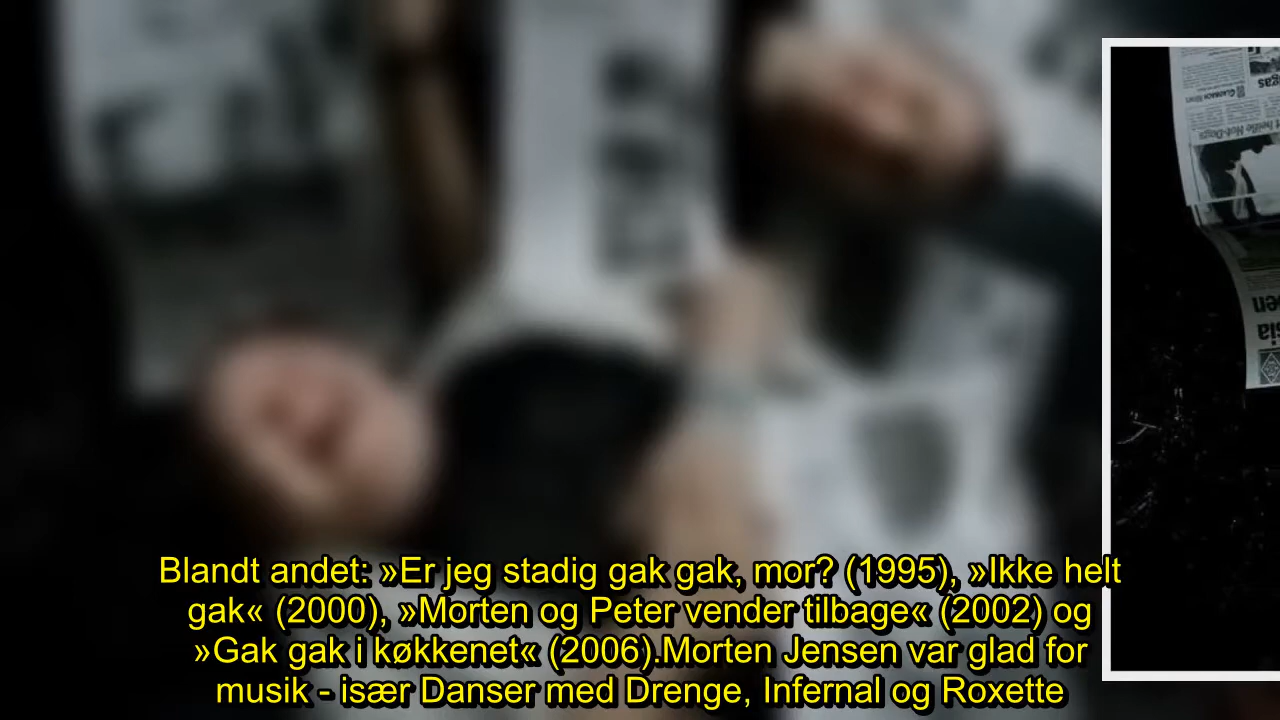 Blandt andet: »Er jeg stadig gak gak, mor? (1995), »Ikke helt
gak« (2000), »Morten og Peter vender tilbage« (2002) og
»Gak gak i køkkenet« (2006).Morten Jensen var glad for
musik - især Danser med Drenge, Infernal og Roxette